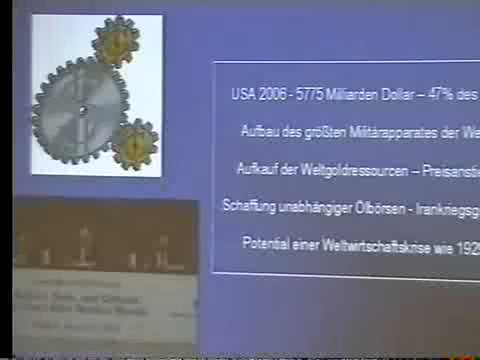 USA 2006 - 5775 Milliarden Dollar – 47% des
Aufbau des größten Militärapparates der We
Aufkauf der Weltgoldressourcen – Preisanstie
Schaffung unabhängiger Ölbörsen - Irankriegsg
Potential einer Weltwirtschaftskrise wie 192